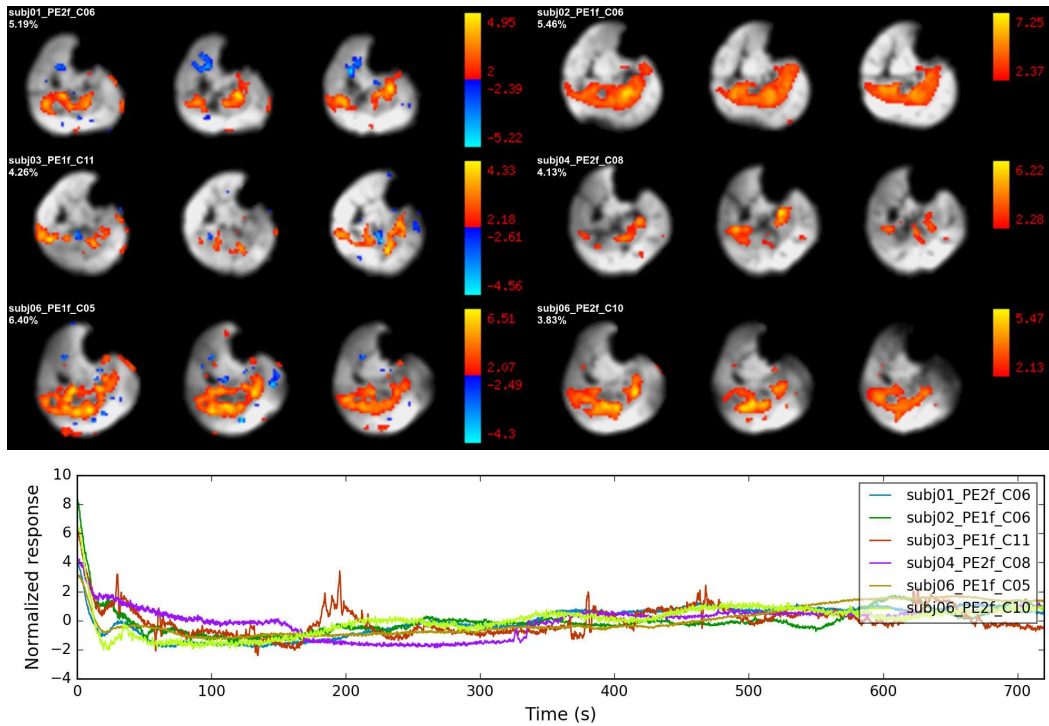 subj01_PE2f_C06
5.19%
4.95
2
-2.39
-5.22
subj02_PE1f_C06
5.46%
7.25
2.37
subj03_PE1f_C11
4.26%
4.33
2.18
-2.61
-4.56
subj04_PE2f_C08
4.13%
6.22
2.28
subj06_PE1f_C05
6.40%
6.51
2.07
-2.49
-4.3
subj06_PE2f_C10
3.83%
5.47
2.13
Normalized response
10
8
6
4
2
0
-2
-4
subj01_PE2f_C06
subj02_PE1f_C06
subj03_PE1f_C11
subj04_PE2f_C08
subj06_PE1f_C05
subj06_PE2f_C10
0 100 200 300 400 500 600 700
Time (s)